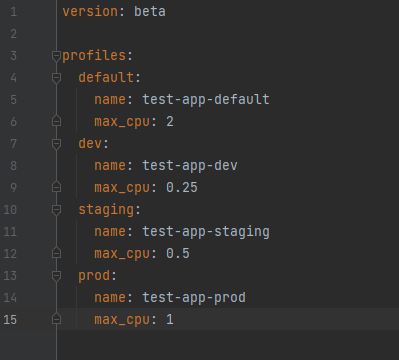 1 version: beta
2
3 profiles:
4   default:
5     name: test-app-default
6     max_cpu: 2
7   dev:
8     name: test-app-dev
9     max_cpu: 0.25
10   staging:
11     name: test-app-staging
12     max_cpu: 0.5
13   prod:
14     name: test-app-prod
15     max_cpu: 1